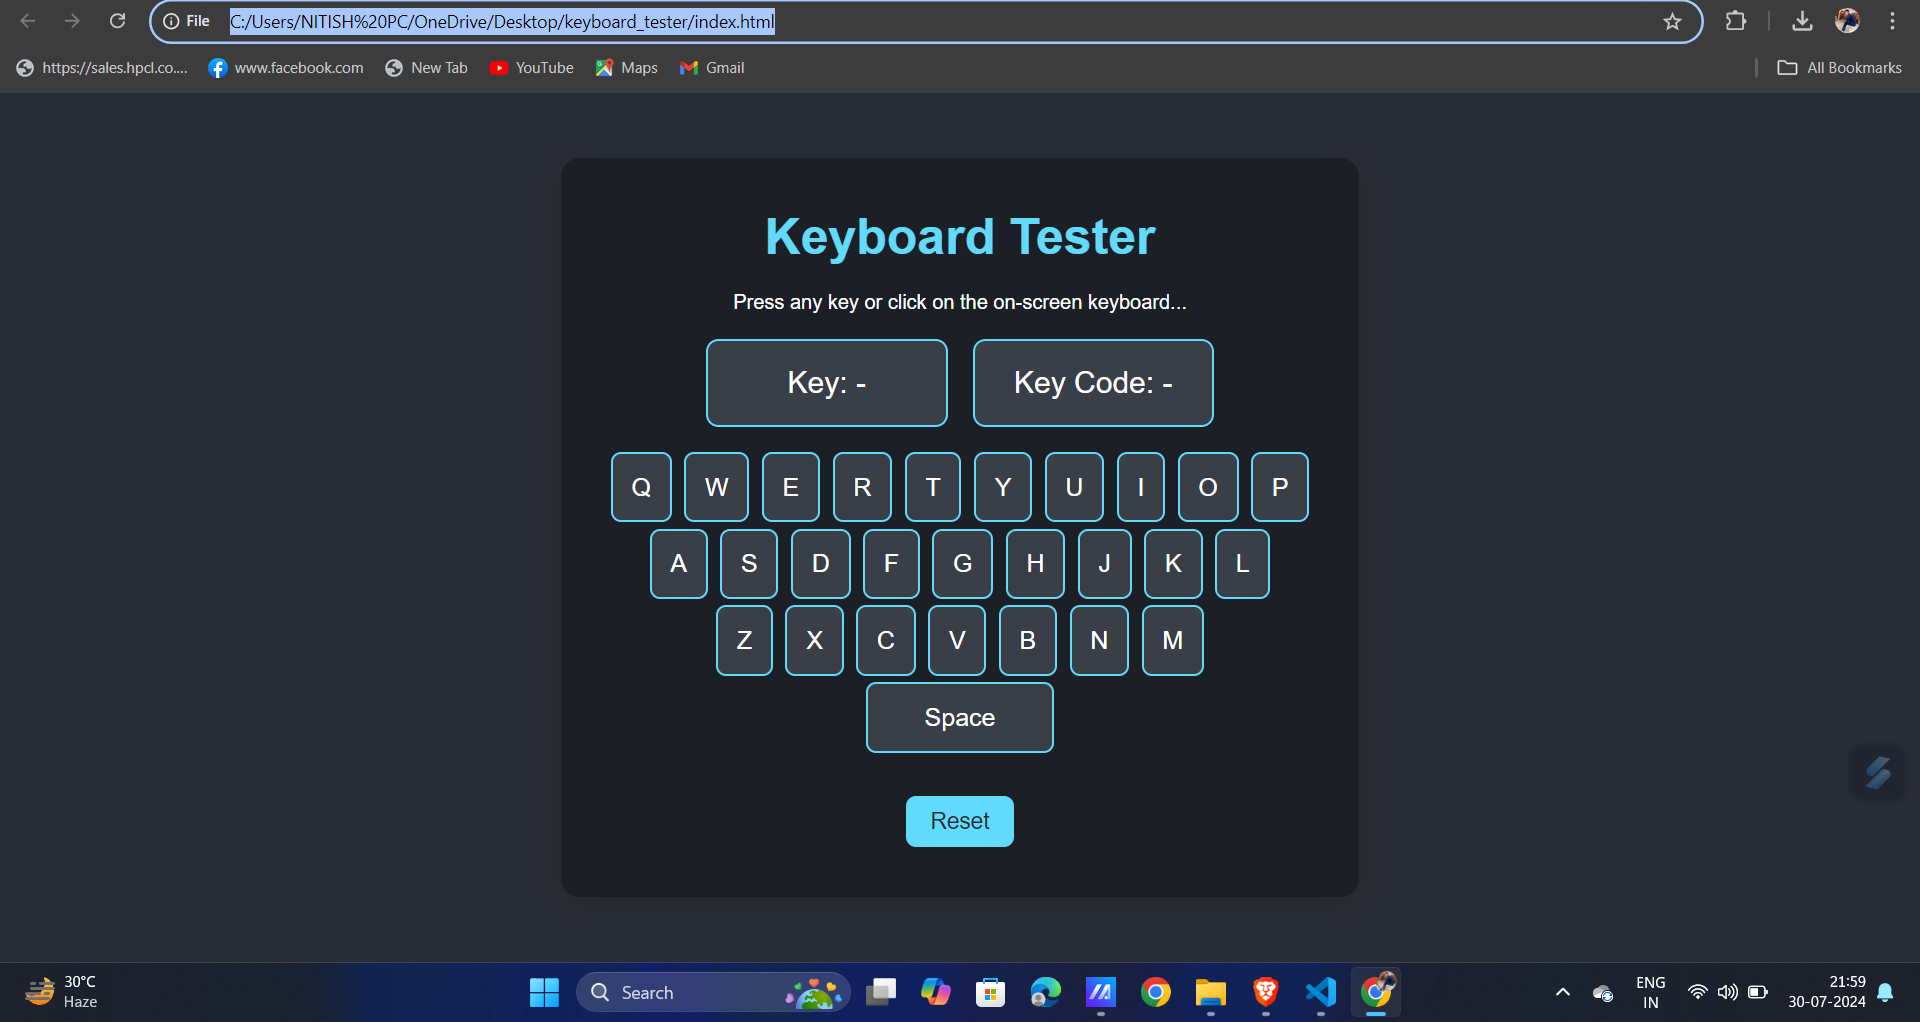 File C:/Users/NITISH%20PC/OneDrive/Desktop/keyboard_tester/index.html
https://sales.hpcl.co.... www.facebook.com New Tab YouTube Maps Gmail All Bookmarks
Keyboard Tester
Press any key or click on the on-screen keyboard...
Key: - Key Code: -
Q W E R T Y U I O P
A S D F G H J K L
Z X C V B N M
Space
Reset
30°C
Haze
Search
ENG
IN
21:59
30-07-2024